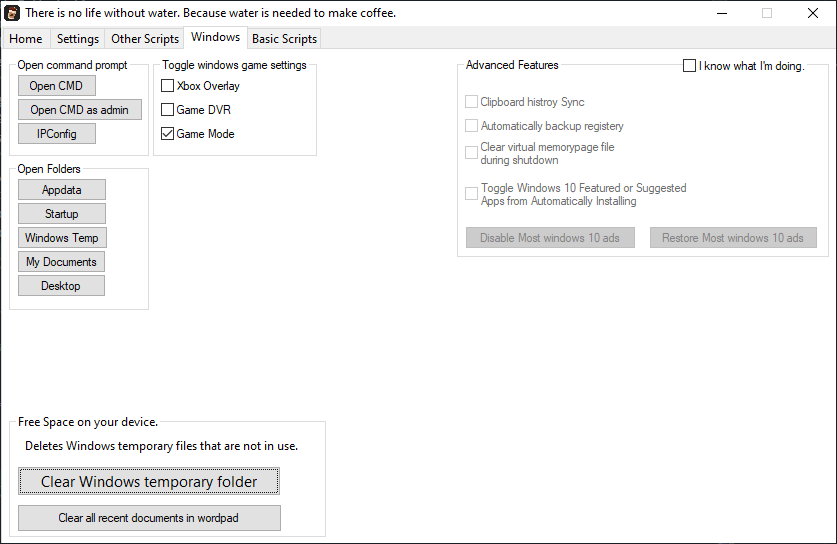 There is no life without water. Because water is needed to make coffee.
Home Settings Other Scripts Windows Basic Scripts
Open command prompt
Open CMD
Open CMD as admin
IPConfig
Toggle windows game settings
Xbox Overlay
Game DVR
Game Mode
Advanced Features
I know what I'm doing.
Clipboard histroy Sync
Automatically backup registery
Clear virtual memorypage file
during shutdown
Toggle Windows 10 Featured or Suggested
Apps from Automatically Installing
Disable Most windows 10 ads
Restore Most windows 10 ads
Open Folders
Appdata
Startup
Windows Temp
My Documents
Desktop
Free Space on your device.
Deletes Windows temporary files that are not in use.
Clear Windows temporary folder
Clear all recent documents in wordpad